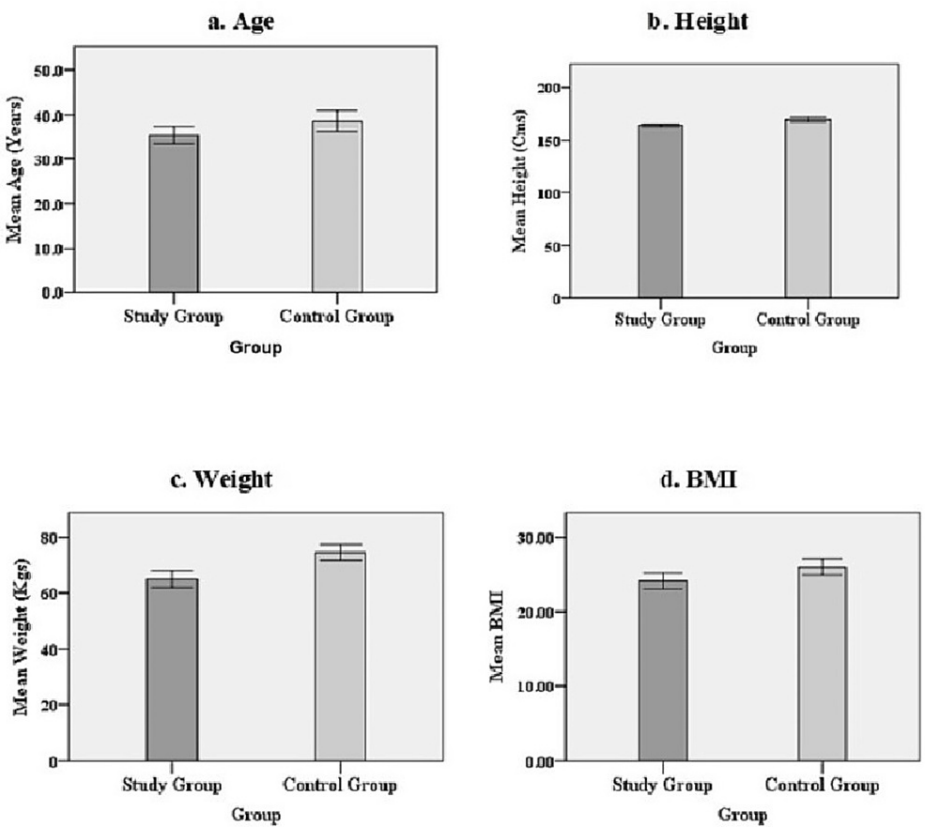 a. Age
Mean Age (Years)
50.0
40.0
30.0
20.0
10.0
0.0
Study Group
Control Group
Group
b. Height
Mean Height (Cms)
200
150
100
50
0
Study Group
Control Group
Group
c. Weight
Mean Weight (Kgs)
80
60
40
20
0
Study Group
Control Group
Group
d. BMI
Mean BMI
30.00
20.00
10.00
0.00
Study Group
Control Group
Group